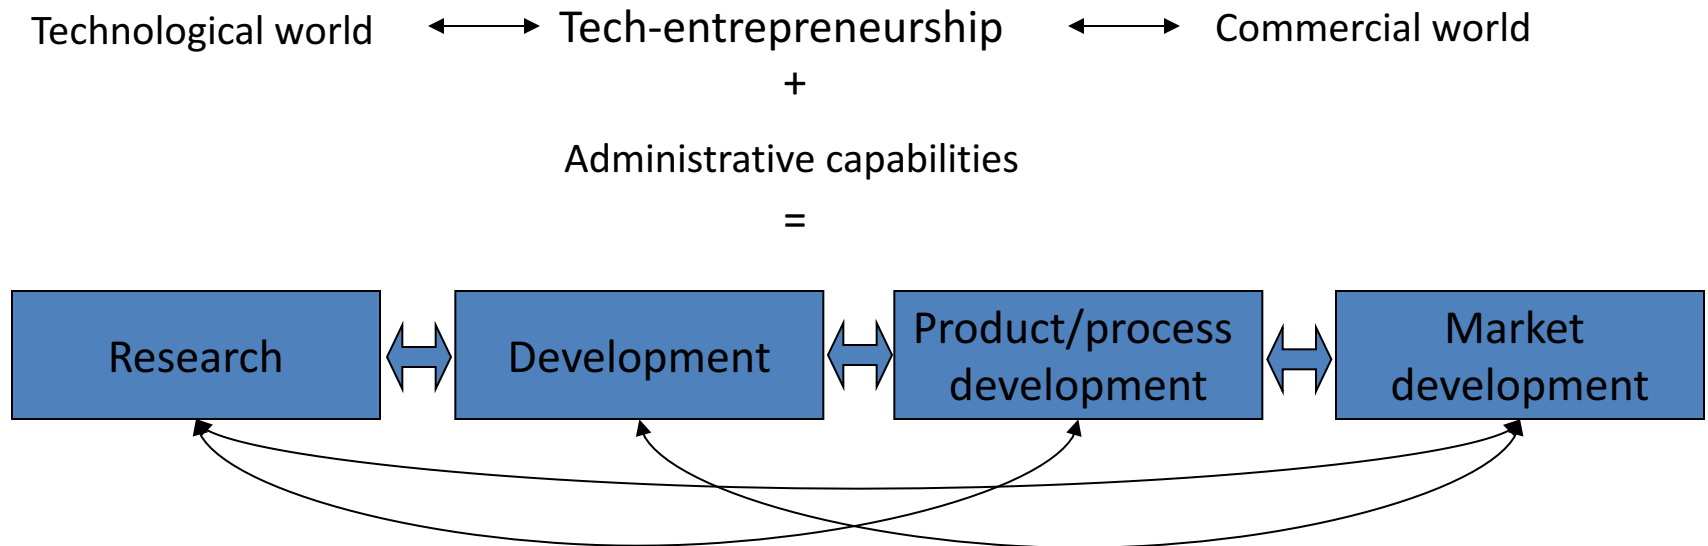 Technological world Tech-entrepreneurship Commercial world
+
Administrative capabilities
=
Research
Development
Product/process
development
Market
development